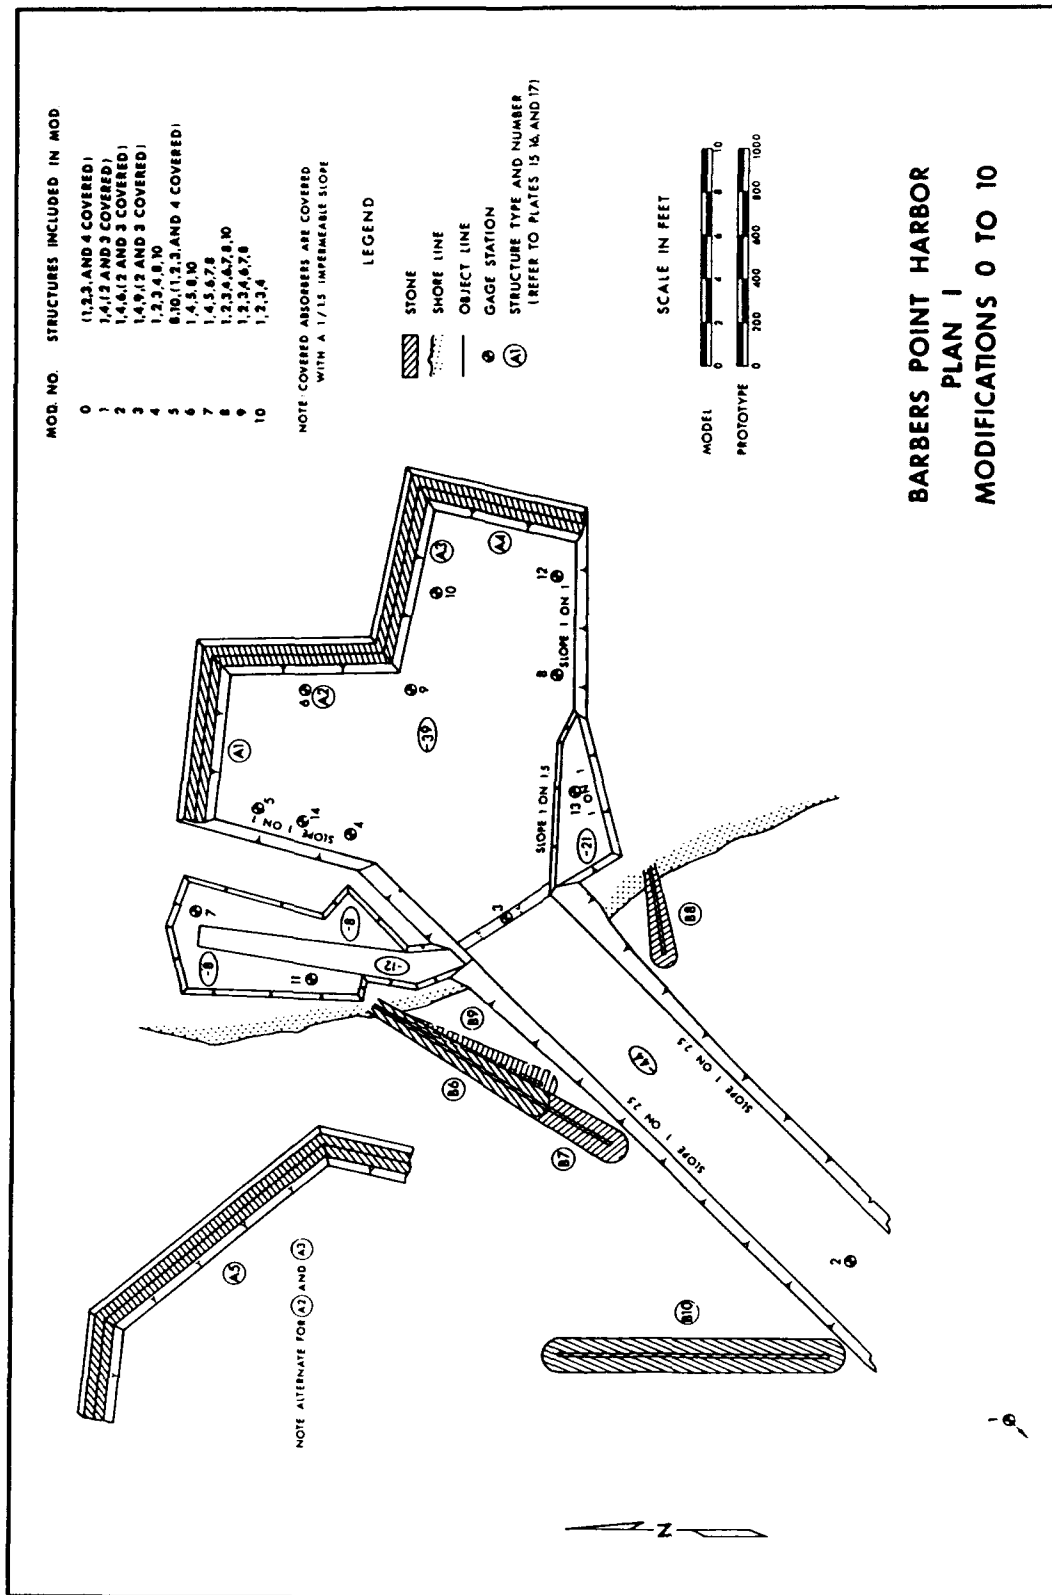 MOD. NO. STRUCTURES INCLUDED IN MOD
0 (1,2,3, AND 4 COVERED)
1 1,4,(2 AND 3 COVERED)
2 1,4,6,(2 AND 3 COVERED)
3 1,4,9,(2 AND 3 COVERED)
4 1,2,3,4,8,10
5 8,10,(1,2,3, AND 4 COVERED)
6 1,4,5,8,10
7 1,4,5,6,7,8
8 1,2,3,4,6,7,8,10
9 1,2,3,4,6,7,8
10 1,2,3,4
NOTE: COVERED ABSORBERS ARE COVERED
WITH A 1/1.5 IMPERMEABLE SLOPE
LEGEND
STONE
SHORE LINE
OBJECT LINE
GAGE STATION
A1 STRUCTURE TYPE AND NUMBER
(REFER TO PLATES 15 16, AND 17)
SCALE IN FEET
MODEL 0 2 4 6 8 10
PROTOTYPE 0 200 400 600 800 1000
BARBERS POINT HARBOR
PLAN I
MODIFICATIONS 0 TO 10
A1
A2
A3
A4
6
9
10
12
8
-39
5
14
4
SLOPE 1 ON 1
SLOPE 1 ON 1
SLOPE 1 ON 1.5
13
1 ON 1
-21
3
7
-8
-8
-12
11
B8
B9
B6
B7
-44
SLOPE 1 ON 2.5
SLOPE 1 ON 2.5
A5
NOTE ALTERNATE FOR A2 AND A3
B10
2
1
N